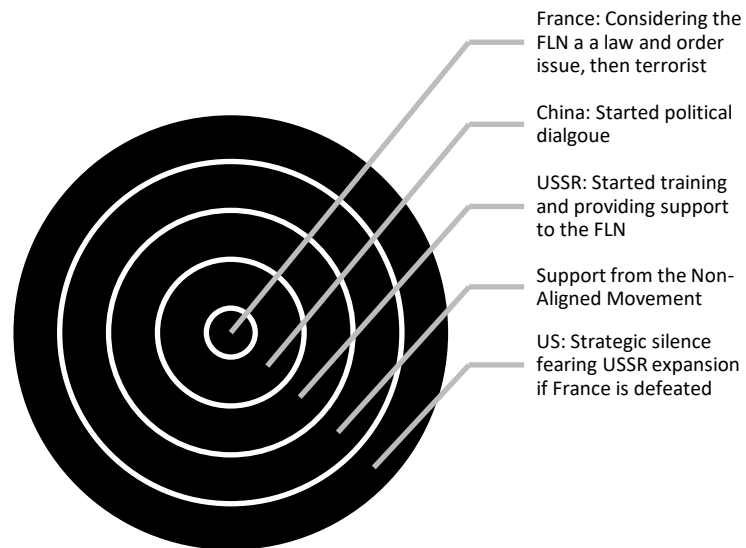 France: Considering the
FLN a a law and order
issue, then terrorist
China: Started political
dialgoue
USSR: Started training
and providing support
to the FLN
Support from the Non-
Aligned Movement
US: Strategic silence
fearing USSR expansion
if France is defeated